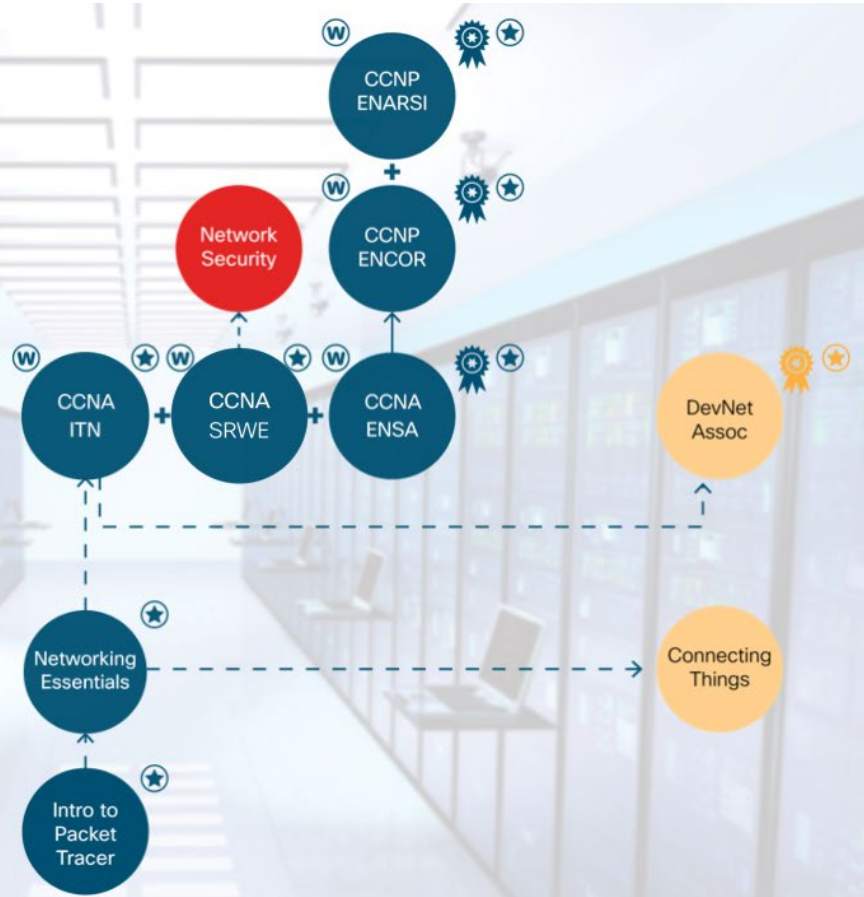 W
CCNP
ENARSI
W
CCNP
ENCOR
Network
Security
W
CCNA
ITN
+
W
CCNA
SRWE
+
W
CCNA
ENSA
+
DevNet
Assoc
Networking
Essentials
Connecting
Things
Intro to
Packet
Tracer